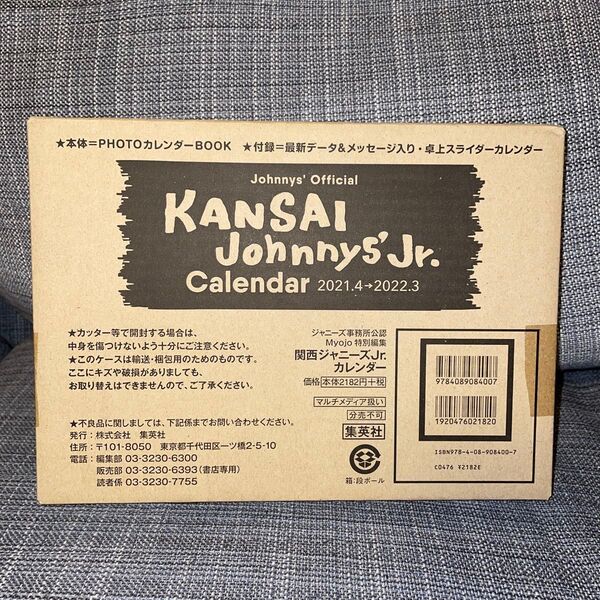 ★本体=PHOTOカレンダーBOOK ★付録=最新データ&メッセージ入り・卓上スライダーカレンダー
Johnnys' Official
KANSAI
Johnnys' Jr.
Calendar 2021.4→2022.3
★カッター等で開封する場合は、
中身を傷つけないよう十分にご注意ください。
★このケースは輸送・梱包用のためのものです。
ここにキズや破損がありましても、
お取り替えはできませんので、ご了承ください。
★不良品に関しましては、下記係までお問い合わせください。
発行:株式会社 集英社
住所:〒101-8050 東京都千代田区一ツ橋2-5-10
電話:編集部 03-3230-6300
販売部 03-3230-6393(書店専用)
読者係 03-3230-7755
ジャニーズ事務所公認
Myojo 特別編集
関西ジャニーズJr.
カレンダー
価格 本体2182円+税
マルチメディア扱い
分売不可
集英社
箱:段ボール
9784089084007
1920476021820
ISBN978-4-08-908400-7
C0476 ¥2182E